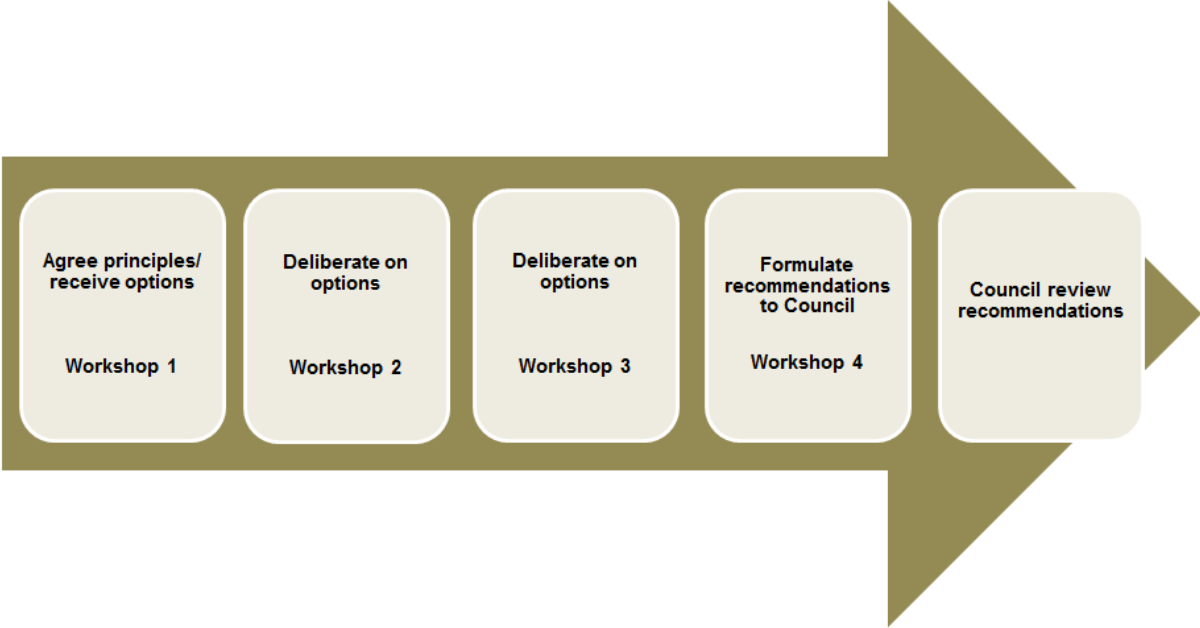 Agree principles/
receive options
Workshop 1
Deliberate on
options
Workshop 2
Deliberate on
options
Workshop 3
Formulate
recommendations
to Council
Workshop 4
Council review
recommendations